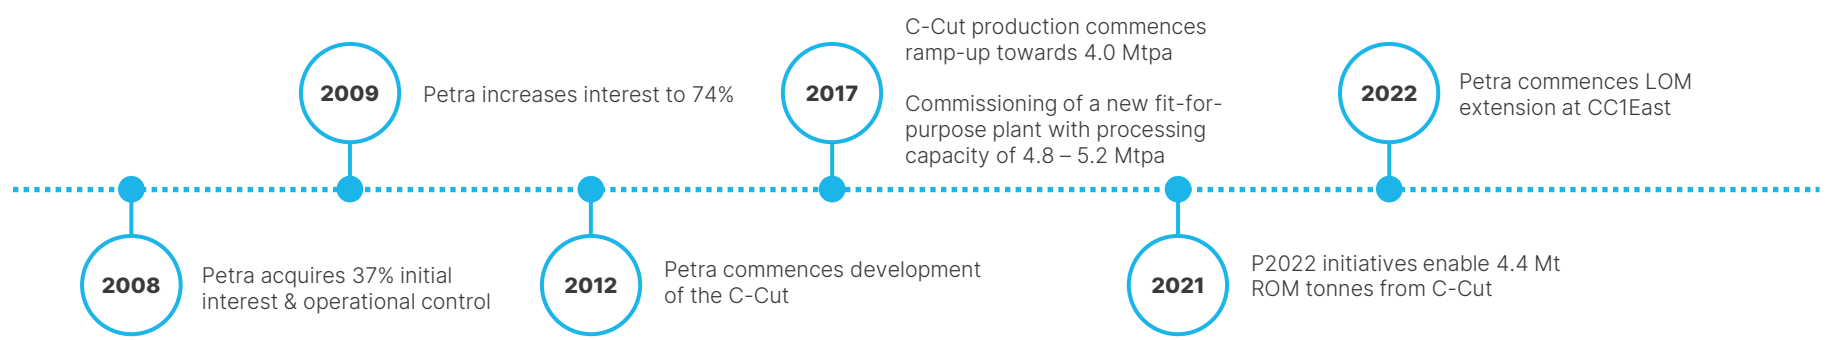 2008
Petra acquires 37% initial
interest & operational control
2009
Petra increases interest to 74%
2012
Petra commences development
of the C-Cut
2017
C-Cut production commences
ramp-up towards 4.0 Mtpa
Commissioning of a new fit-for-
purpose plant with processing
capacity of 4.8 – 5.2 Mtpa
2021
P2022 initiatives enable 4.4 Mt
ROM tonnes from C-Cut
2022
Petra commences LOM
extension at CC1East